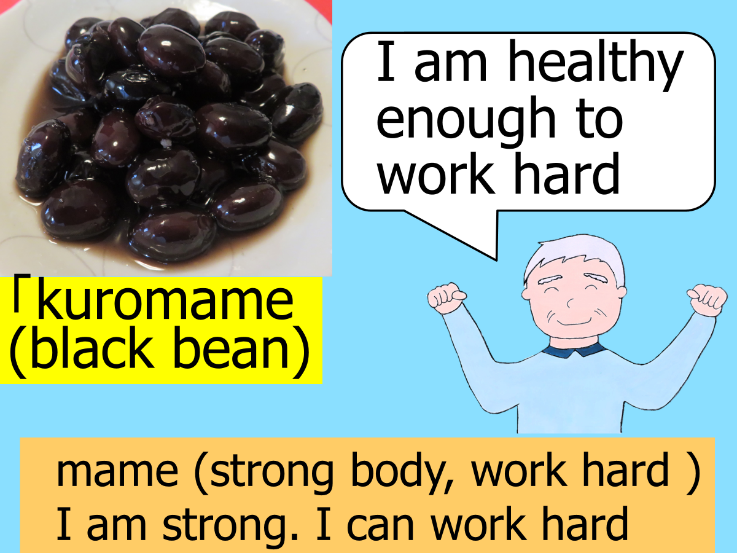 I am healthy
enough to
work hard
「kuromame
(black bean)
mame (strong body, work hard )
I am strong. I can work hard